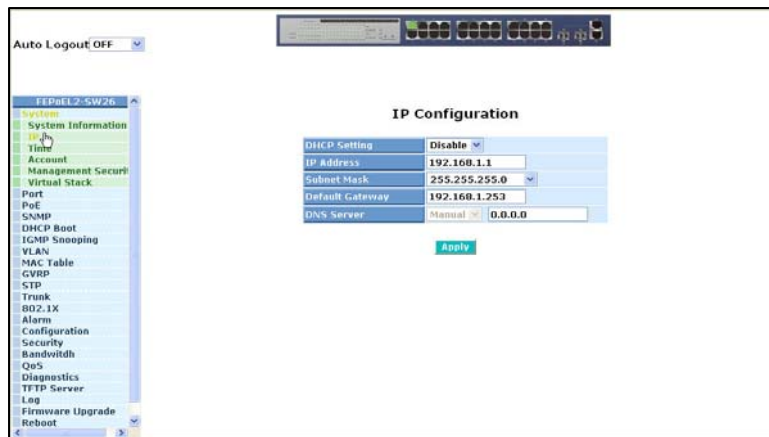 Auto Logout OFF
FEPoEL2-SW26
System
System Information
IP
Time
Account
Management Securit
Virtual Stack
Port
PoE
SNMP
DHCP Boot
IGMP Snooping
VLAN
MAC Table
GVRP
STP
Trunk
802.1X
Alarm
Configuration
Security
Bandwitdh
QoS
Diagnostics
TFTP Server
Log
Firmware Upgrade
Reboot
IP Configuration
DHCP Setting Disable
IP Address 192.168.1.1
Subnet Mask 255.255.255.0
Default Gateway 192.168.1.253
DNS Server Manual 0.0.0.0
Apply